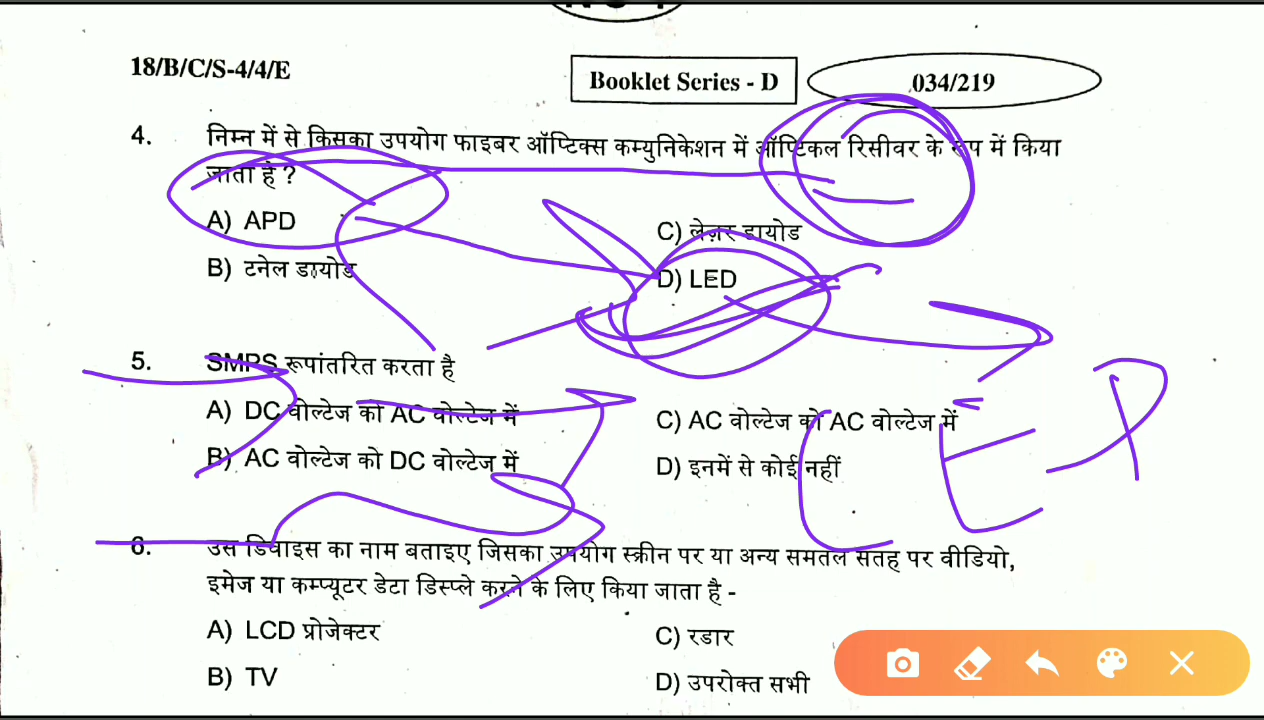 18/B/C/S-4/4/E
Booklet Series - D
034/219
4. निम्न में से किसका उपयोग फाइबर ऑप्टिक्स कम्युनिकेशन में ऑप्टिकल रिसीवर के रूप में किया
जाता है ?
A) APD
C) लेज़र डायोड
B) टनेल डायोड
D) LED
5. SMPS रूपांतरित करता है
A) DC वोल्टेज को AC वोल्टेज में
C) AC वोल्टेज को AC वोल्टेज में
B) AC वोल्टेज को DC वोल्टेज में
D) इनमें से कोई नहीं
6. उस डिवाइस का नाम बताइए जिसका उपयोग स्क्रीन पर या अन्य समतल सतह पर वीडियो,
इमेज या कम्प्यूटर डेटा डिस्प्ले करने के लिए किया जाता है -
A) LCD प्रोजेक्टर
C) रडार
B) TV
D) उपरोक्त सभी